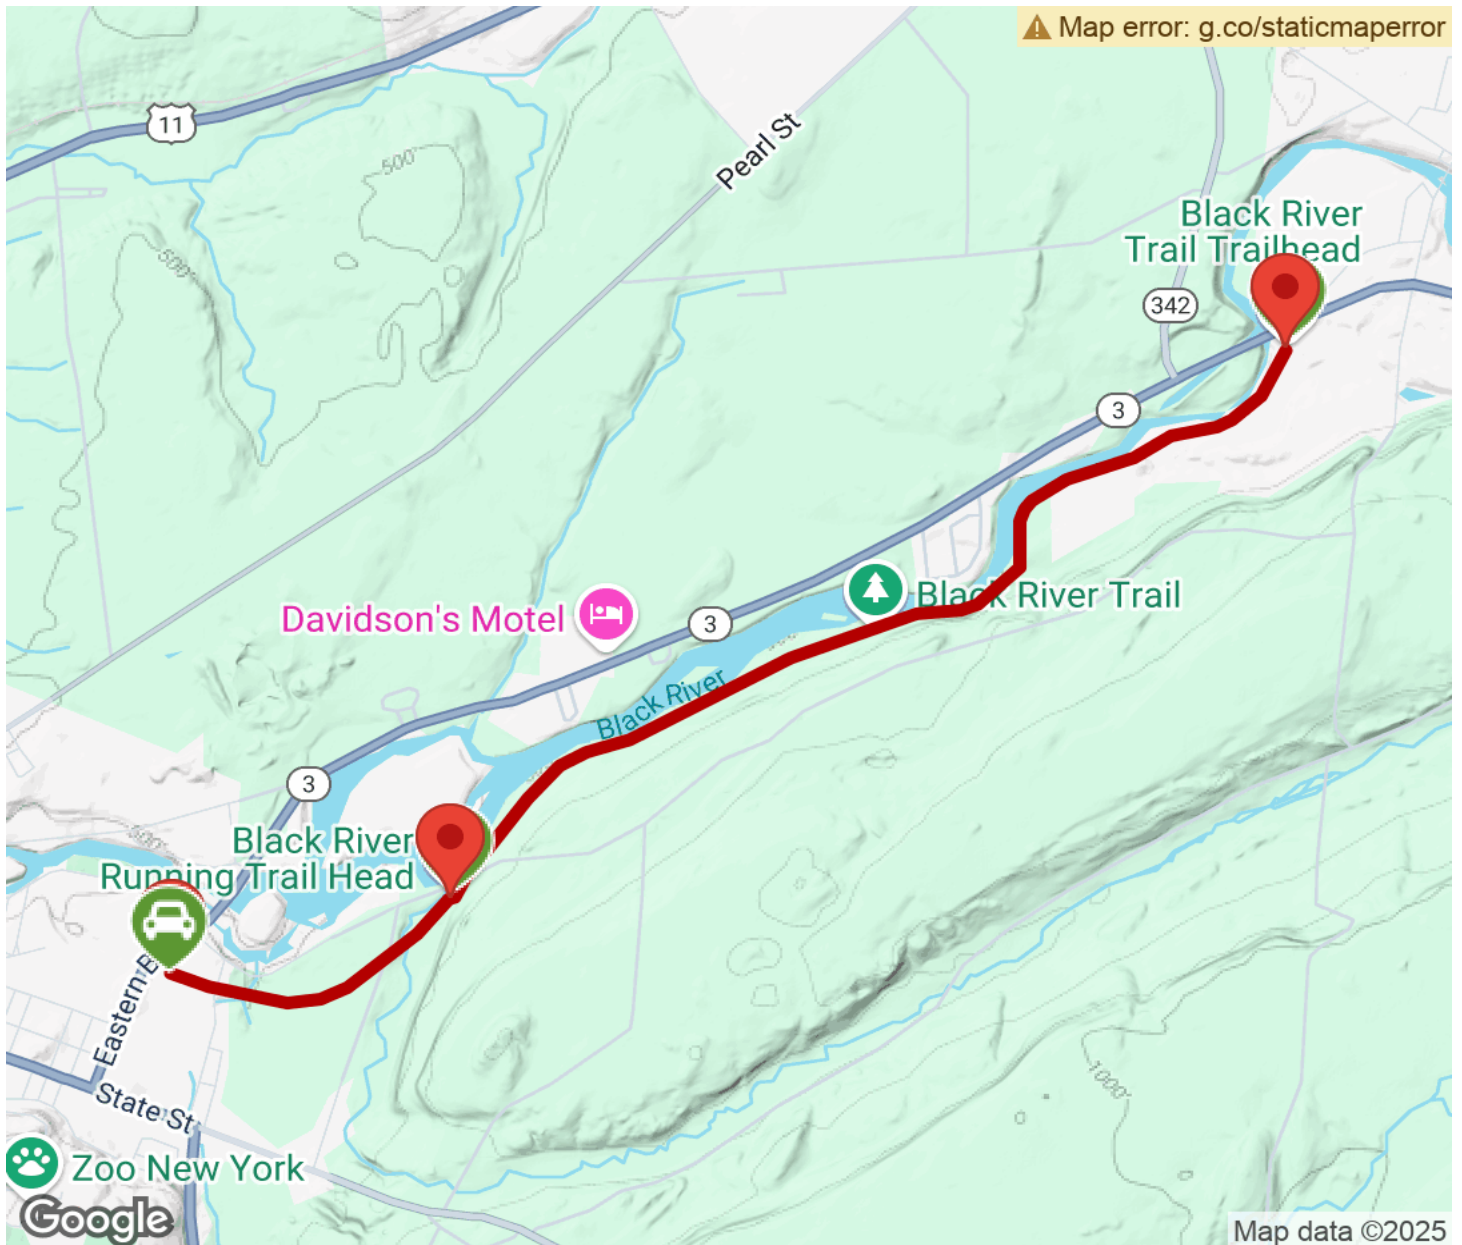 Map error: g.co/staticmaperror
11
500'
Pearl St
500'
Black River
Trail Trailhead
342
3
Black River Trail
Davidson's Motel
3
Black River
3
Black River
Running Trail Head
Eastern B
State St
1000'
Zoo New York
Google
Map data ©2025